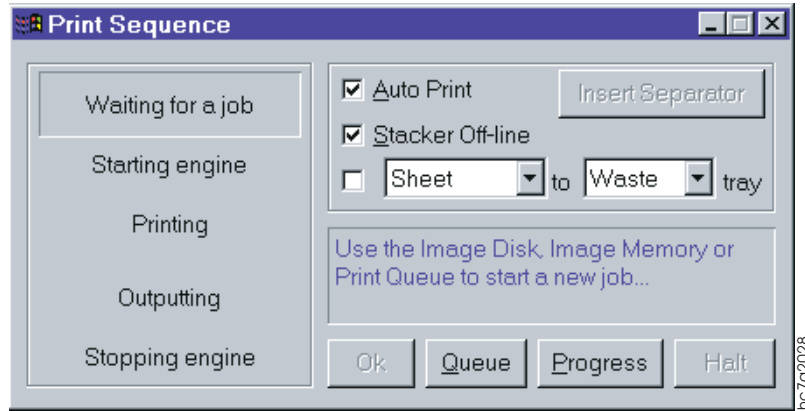 Print Sequence
Waiting for a job
Starting engine
Printing
Outputting
Stopping engine
Auto Print
Insert Separator
Stacker Off-line
Sheet to Waste tray
Use the Image Disk, Image Memory or
Print Queue to start a new job...
Ok Queue Progress Halt
hc7q2028